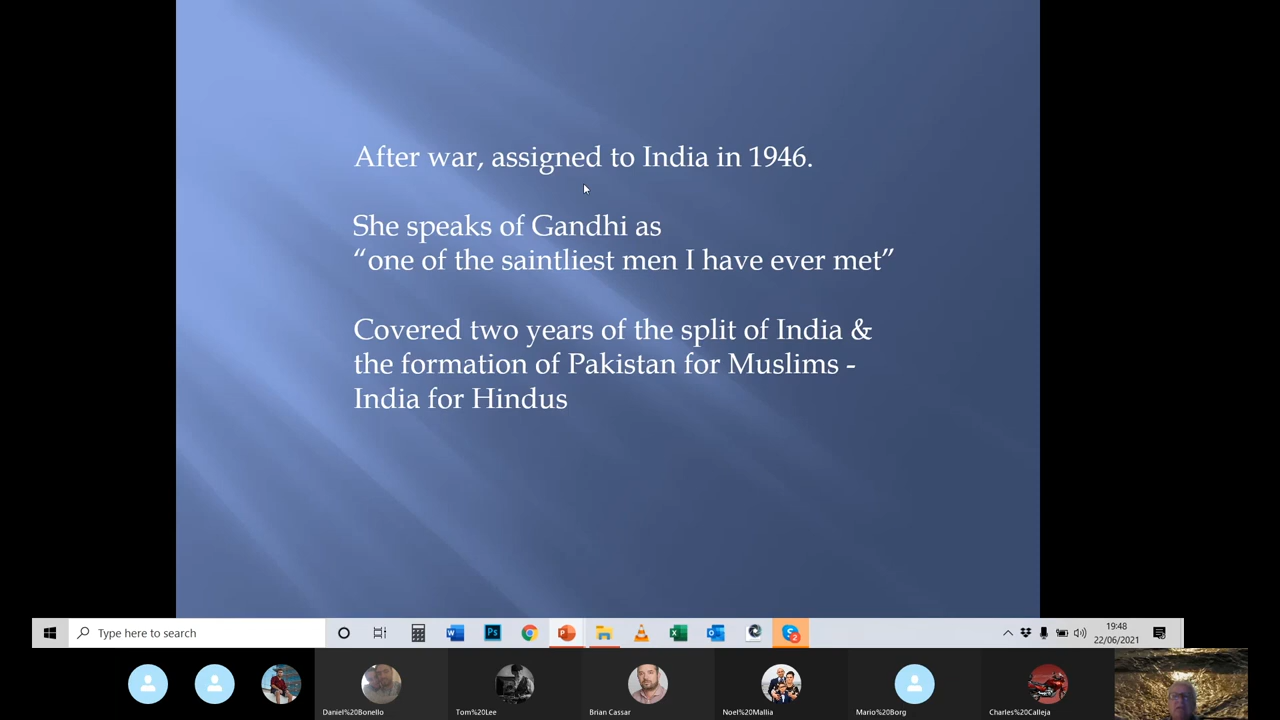 After war, assigned to India in 1946.
She speaks of Gandhi as
“one of the saintliest men I have ever met”
Covered two years of the split of India &
the formation of Pakistan for Muslims -
India for Hindus
Type here to search
19:48
22/06/2021
Daniel%20Bonello
Tom%20Lee
Brian Cassar
Noel%20Mallia
Mario%20Borg
Charles%20Calleja